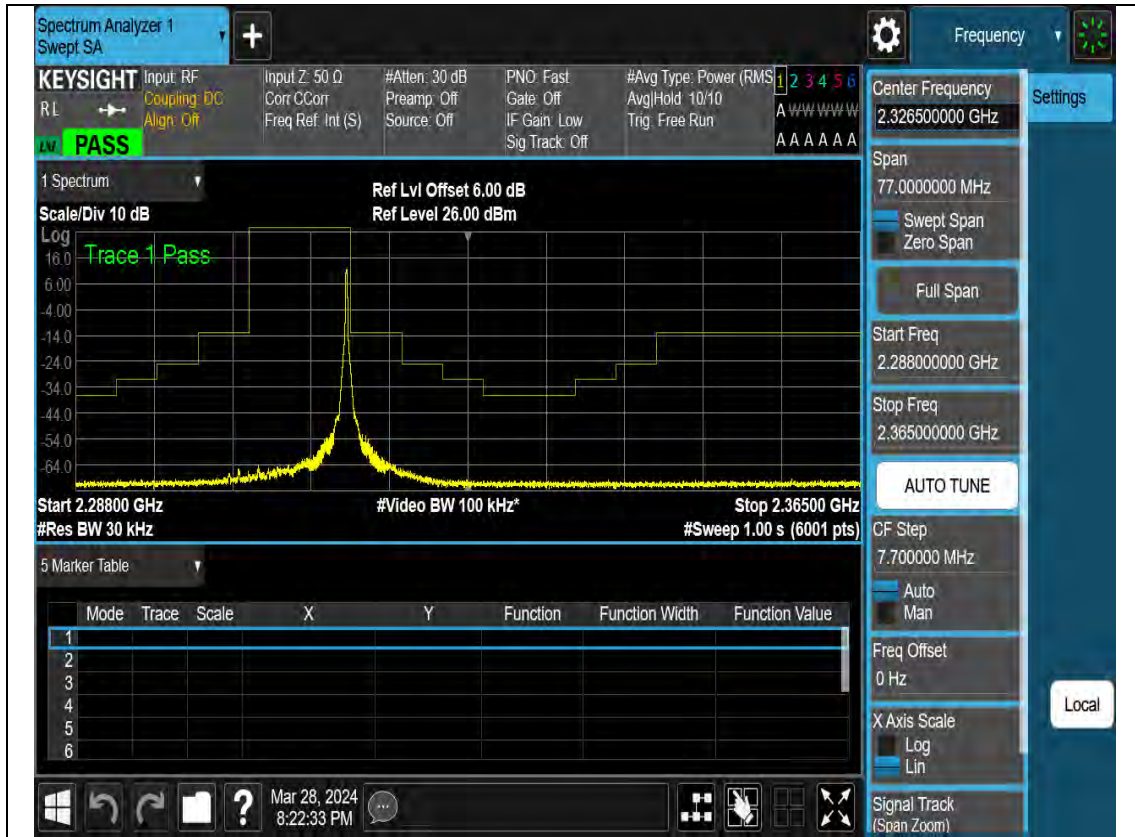 Spectrum Analyzer 1
Swept SA
+
Frequency
KEYSIGHT
R L
LNI
PASS
Input: RF
Coupling: DC
Align: Off
Input Z: 50 Ω
Corr CCorr
Freq Ref: Int (S)
#Atten: 30 dB
Preamp: Off
Source: Off
PNO: Fast
Gate: Off
IF Gain: Low
Sig Track: Off
#Avg Type: Power (RMS
Avg|Hold: 10/10
Trig: Free Run
1 2 3 4 5 6
A W W W W W
A A A A A A
1 Spectrum
Scale/Div 10 dB
Ref Lvl Offset 6.00 dB
Ref Level 26.00 dBm
Log
Trace 1 Pass
16.0
6.00
-4.00
-14.0
-24.0
-34.0
-44.0
-54.0
-64.0
Start 2.28800 GHz
#Video BW 100 kHz*
Stop 2.36500 GHz
#Res BW 30 kHz
#Sweep 1.00 s (6001 pts)
5 Marker Table
Mode Trace Scale X Y Function Function Width Function Value
1
2
3
4
5
6
Center Frequency
2.326500000 GHz
Settings
Span
77.0000000 MHz
Swept Span
Zero Span
Full Span
Start Freq
2.288000000 GHz
Stop Freq
2.365000000 GHz
AUTO TUNE
CF Step
7.700000 MHz
Auto
Man
Freq Offset
0 Hz
X Axis Scale
Log
Lin
Signal Track
(Span Zoom)
Local
?
Mar 28, 2024
8:22:33 PM